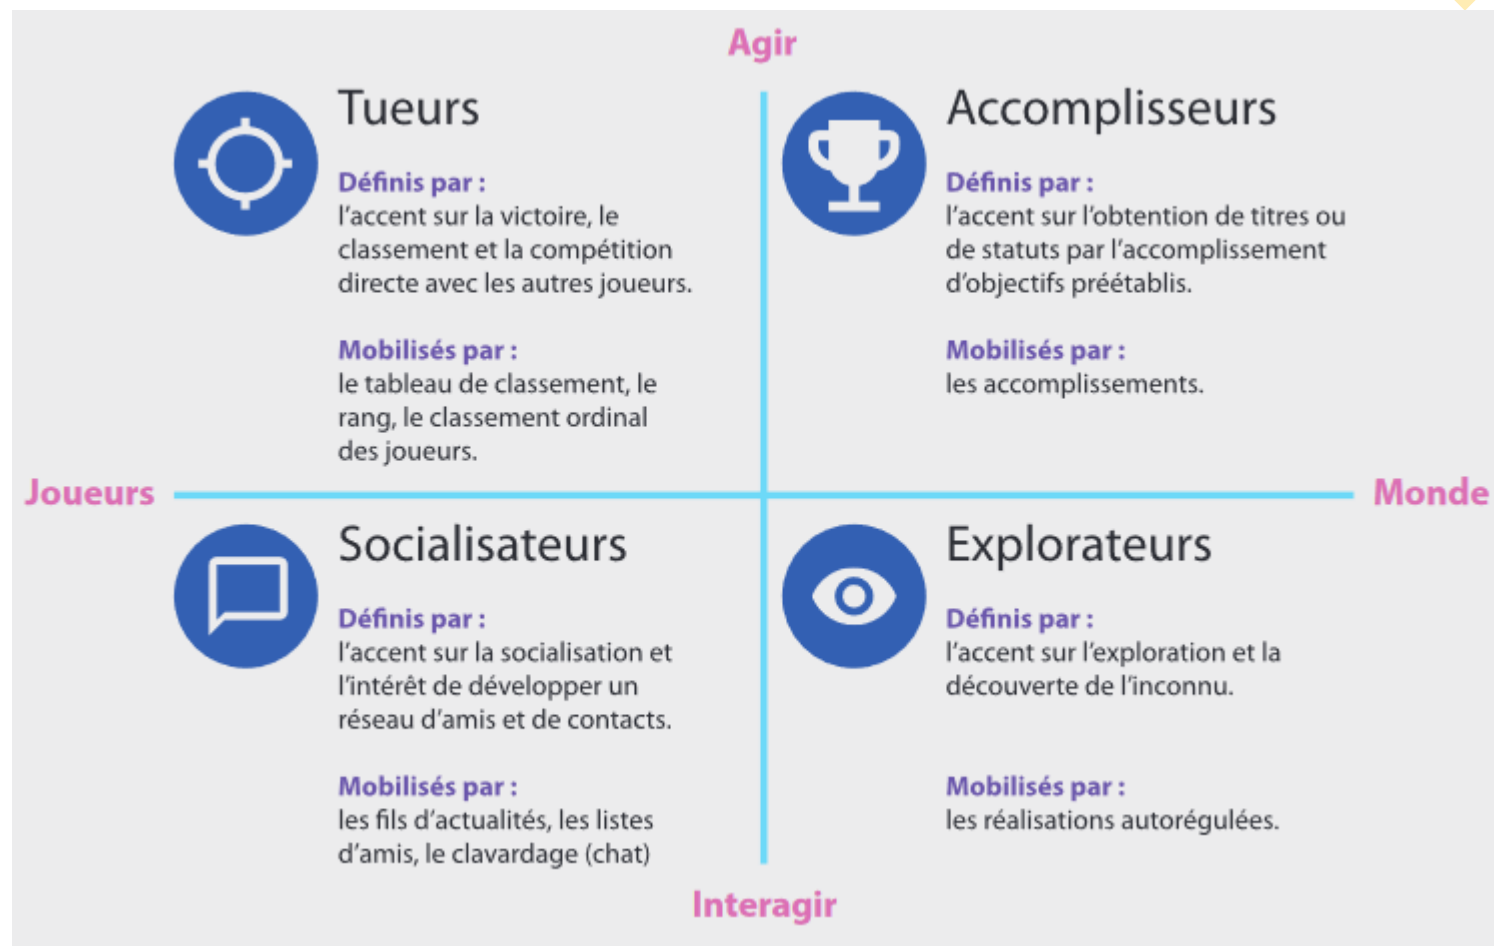 Agir
Tueurs
Définis par :
l’accent sur la victoire, le
classement et la compétition
directe avec les autres joueurs.
Mobilisés par :
le tableau de classement, le
rang, le classement ordinal
des joueurs.
Accomplisseurs
Définis par :
l’accent sur l’obtention de titres ou
de statuts par l’accomplissement
d’objectifs préétablis.
Mobilisés par :
les accomplissements.
Joueurs
Monde
Socialisateurs
Définis par :
l’accent sur la socialisation et
l’intérêt de développer un
réseau d’amis et de contacts.
Mobilisés par :
les fils d’actualités, les listes
d’amis, le clavardage (chat)
Explorateurs
Définis par :
l’accent sur l’exploration et la
découverte de l’inconnu.
Mobilisés par :
les réalisations autorégulées.
Interagir